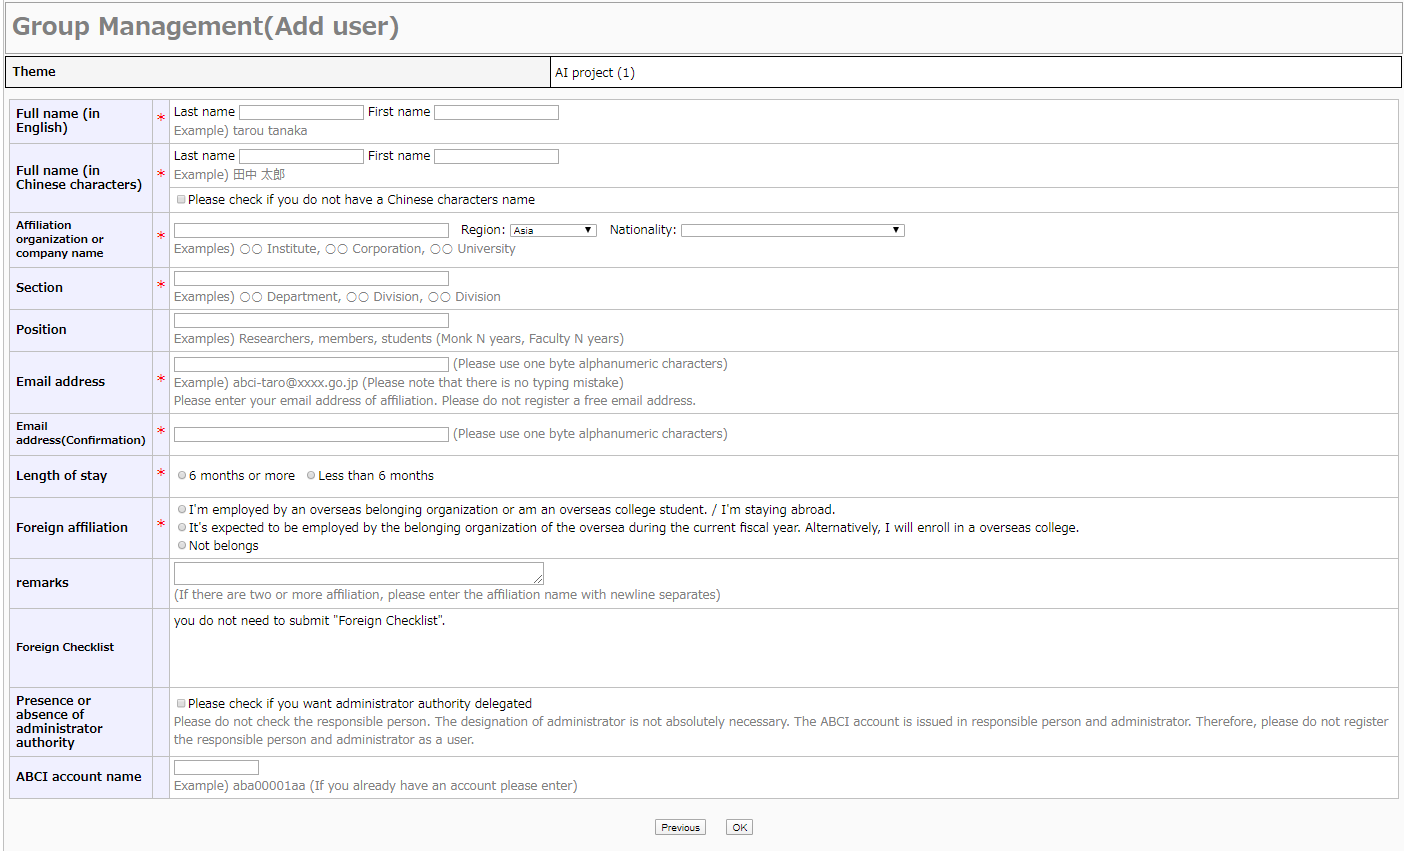 Group Management(Add user)
Theme
AI project (1)
Full name (in
English)
*
Last name
First name
Example) tarou tanaka
Full name (in
Chinese characters)
*
Last name
First name
Example) 田中 太郎
Please check if you do not have a Chinese characters name
Affiliation
organization or
company name
*
Region: Asia
Nationality:
Examples) ○○ Institute, ○○ Corporation, ○○ University
Section
*
Examples) ○○ Department, ○○ Division, ○○ Division
Position
Examples) Researchers, members, students (Monk N years, Faculty N years)
Email address
*
(Please use one byte alphanumeric characters)
Example) abci-taro@xxxx.go.jp (Please note that there is no typing mistake)
Please enter your email address of affiliation. Please do not register a free email address.
Email
address(Confirmation)
*
(Please use one byte alphanumeric characters)
Length of stay
*
6 months or more
Less than 6 months
Foreign affiliation
*
I'm employed by an overseas belonging organization or am an overseas college student. / I'm staying abroad.
It's expected to be employed by the belonging organization of the oversea during the current fiscal year. Alternatively, I will enroll in a overseas college.
Not belongs
remarks
(If there are two or more affiliation, please enter the affiliation name with newline separates)
Foreign Checklist
you do not need to submit "Foreign Checklist".
Presence or
absence of
administrator
authority
Please check if you want administrator authority delegated
Please do not check the responsible person. The designation of administrator is not absolutely necessary. The ABCI account is issued in responsible person and administrator. Therefore, please do not register
the responsible person and administrator as a user.
ABCI account name
Example) aba00001aa (If you already have an account please enter)
Previous
OK